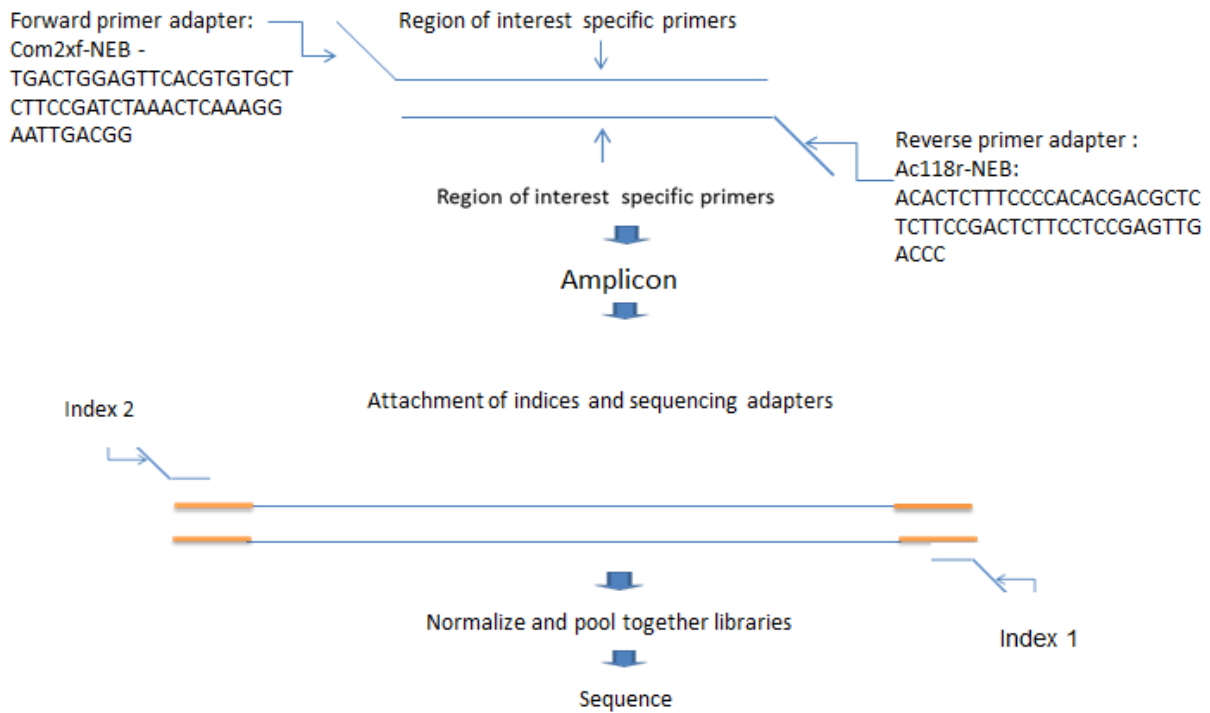 Forward primer adapter:
Com2xf-NEB -
TGACTGGAGTTCACGTGTGCT
CTTCCGATCTAAACTCAAAGG
AATTGACGG
Region of interest specific primers
Reverse primer adapter :
Ac118r-NEB:
ACACTCTTTCCCCACACGACGCTC
TCTTCCGACTCTTCCTCCGAGTTG
ACCC
Region of interest specific primers
Amplicon
Attachment of indices and sequencing adapters
Index 2
Normalize and pool together libraries
Index 1
Sequence